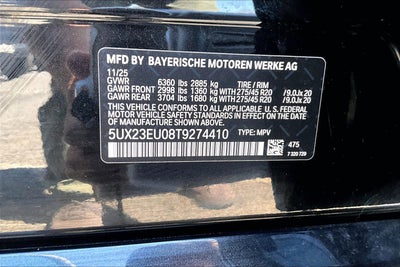 MFD BY BAYERISCHE MOTOREN WERKE AG
11/25
GVWR 6360 lbs 2885 kg TIRE / RIM
GAWR FRONT 2998 lbs 1360 kg 275/45 R20 /9.0Jx20
GAWR REAR 3704 lbs 1680 kg 275/45 R20 /9.0Jx20
THIS VEHICLE CONFORMS TO ALL APPLICABLE U.S. FEDERAL
MOTOR VEHICLE SAFETY STANDARDS IN EFFECT ON THE DATE OF
MANUFACTURE SHOWN ABOVE.
5UX23EU08T9274410 TYPE: MPV
475
7 320 729